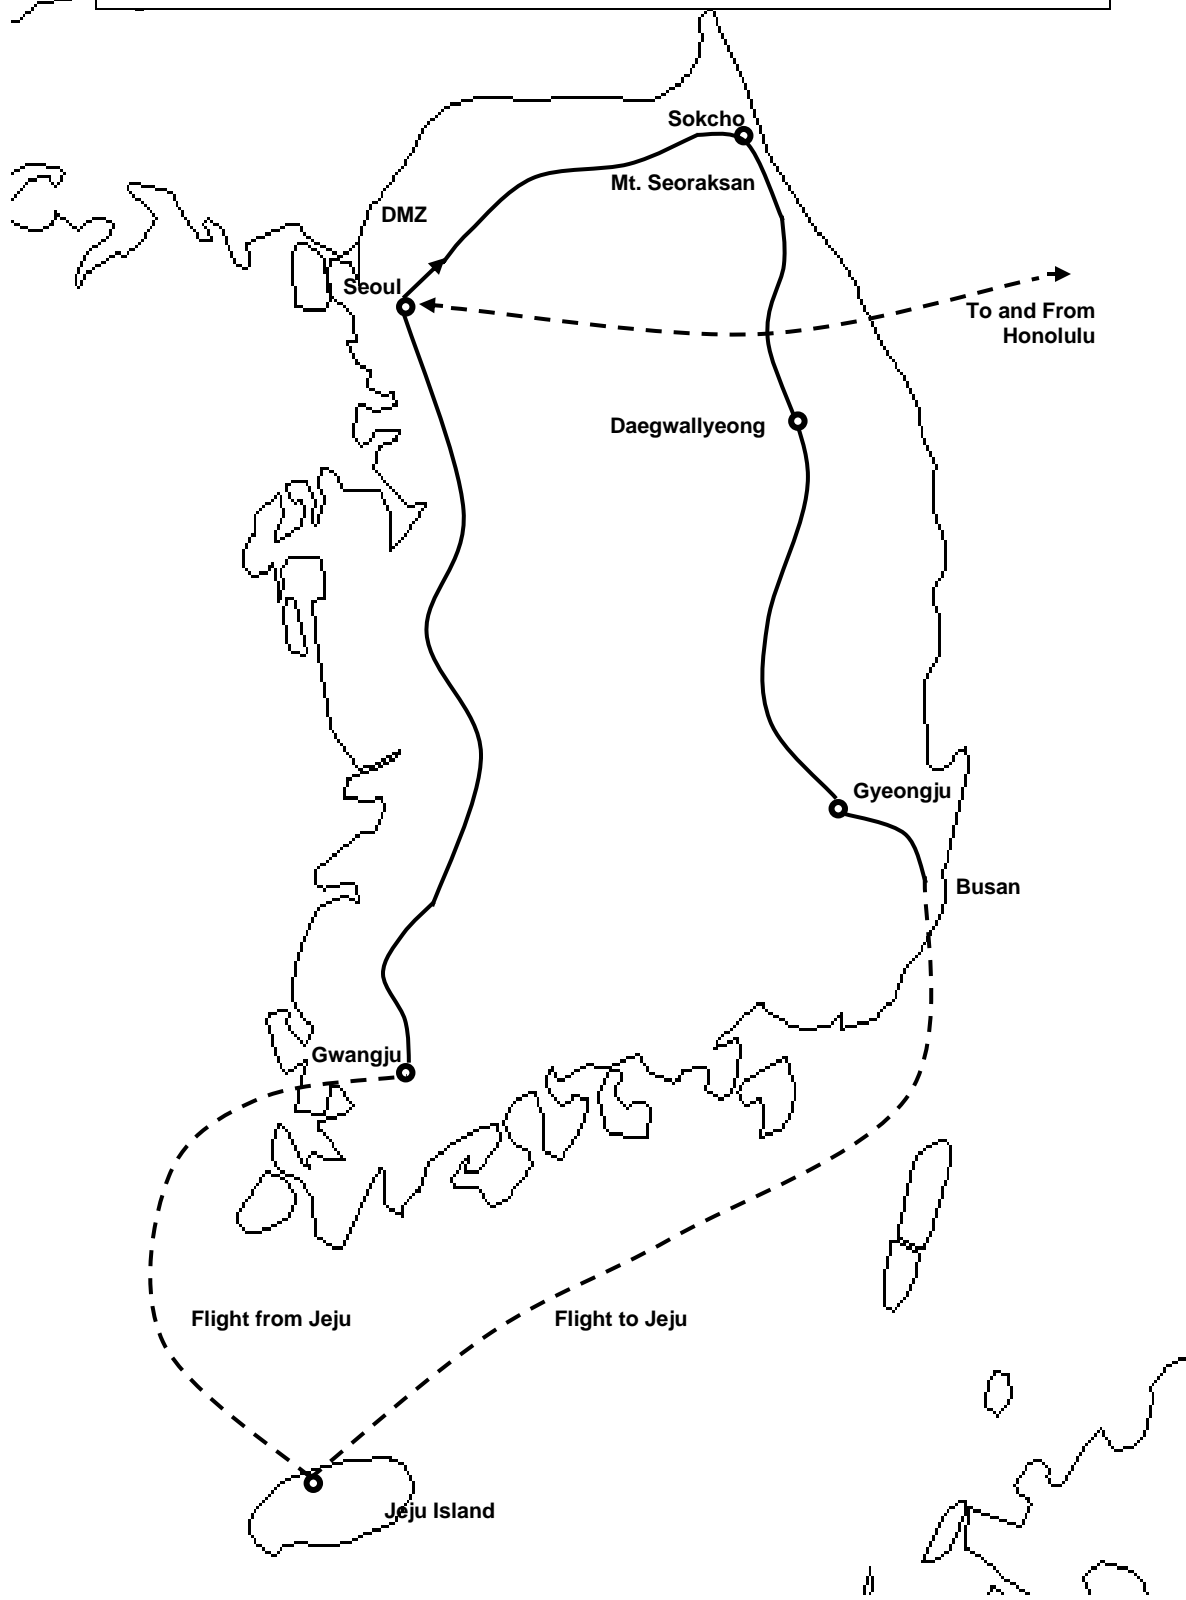 Sokcho
Mt. Seoraksan
DMZ
Seoul
To and From
Honolulu
Daegwallyeong
Gyeongju
Busan
Gwangju
Flight from Jeju
Flight to Jeju
Jeju Island